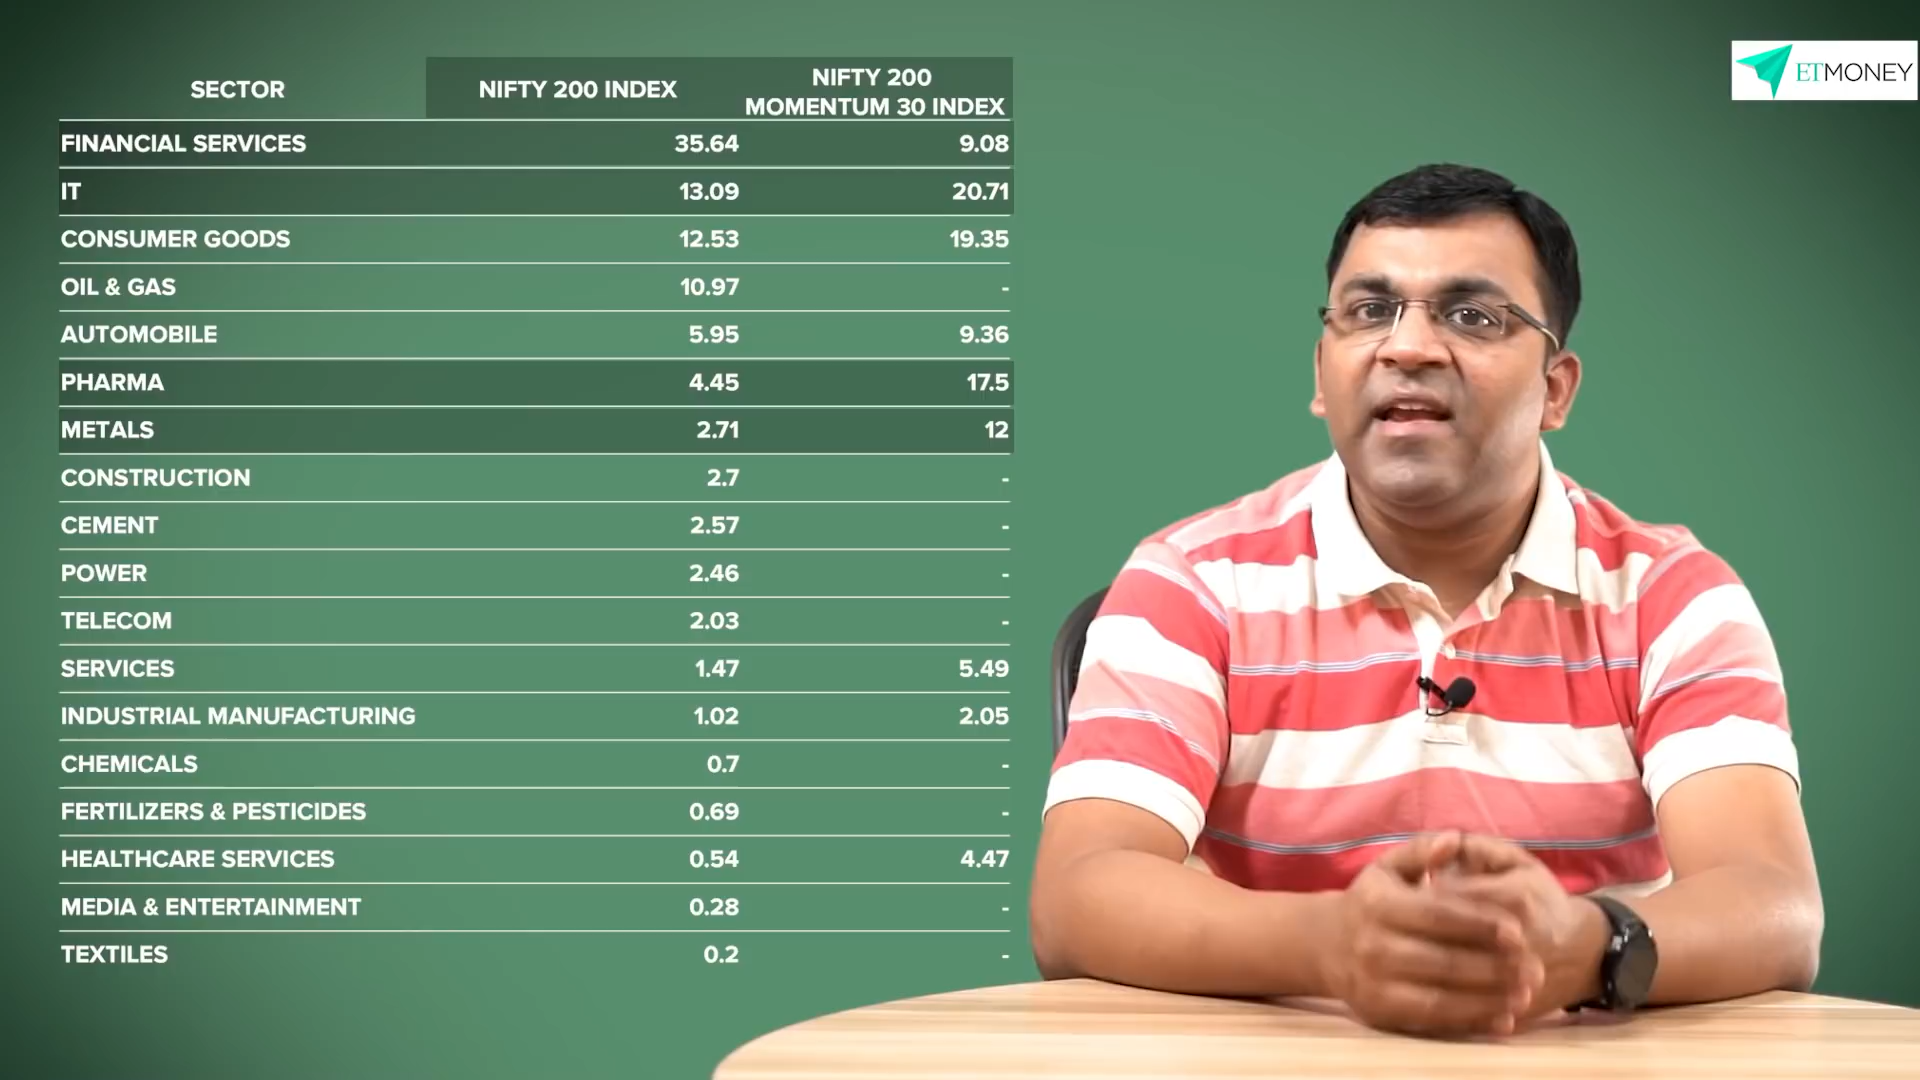 ETMONEY
SECTOR NIFTY 200 INDEX NIFTY 200
MOMENTUM 30 INDEX
FINANCIAL SERVICES 35.64 9.08
IT 13.09 20.71
CONSUMER GOODS 12.53 19.35
OIL & GAS 10.97 -
AUTOMOBILE 5.95 9.36
PHARMA 4.45 17.5
METALS 2.71 12
CONSTRUCTION 2.7 -
CEMENT 2.57 -
POWER 2.46 -
TELECOM 2.03 -
SERVICES 1.47 5.49
INDUSTRIAL MANUFACTURING 1.02 2.05
CHEMICALS 0.7 -
FERTILIZERS & PESTICIDES 0.69 -
HEALTHCARE SERVICES 0.54 4.47
MEDIA & ENTERTAINMENT 0.28 -
TEXTILES 0.2 -